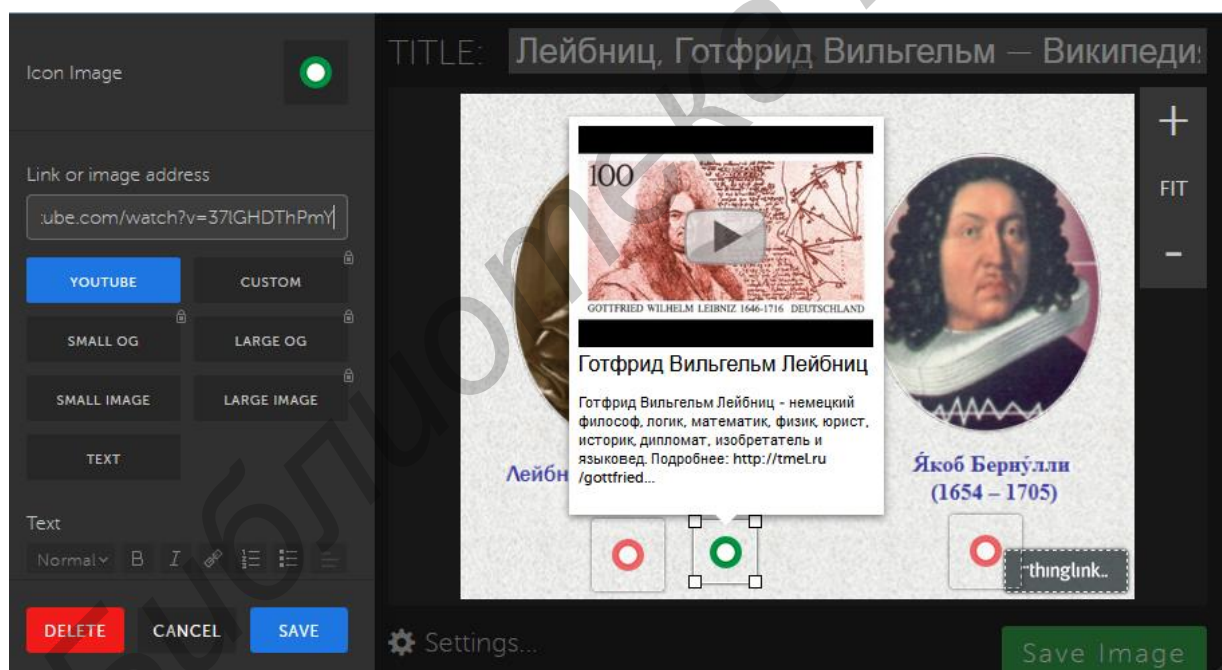 Icon Image
Link or image address
:ube.com/watch?v=37lGHDThPmY
YOUTUBE
CUSTOM
SMALL OG
LARGE OG
SMALL IMAGE
LARGE IMAGE
TEXT
Text
Normal
B
I
DELETE
CANCEL
SAVE
TITLE:
Лейбниц, Готфрид Вильгельм — Википедия
100
GOTTFRIED WILHELM LEIBNIZ 1646-1716 DEUTSCHLAND
Готфрид Вильгельм Лейбниц
Готфрид Вильгельм Лейбниц - немецкий
философ, логик, математик, физик, юрист,
историк, дипломат, изобретатель и
языковед. Подробнее: http://tmel.ru
/gottfried...
Лейбн
Я́коб Берну́лли
(1654 – 1705)
thinglink..
+
FIT
-
Settings...
Save Image
Библиотека